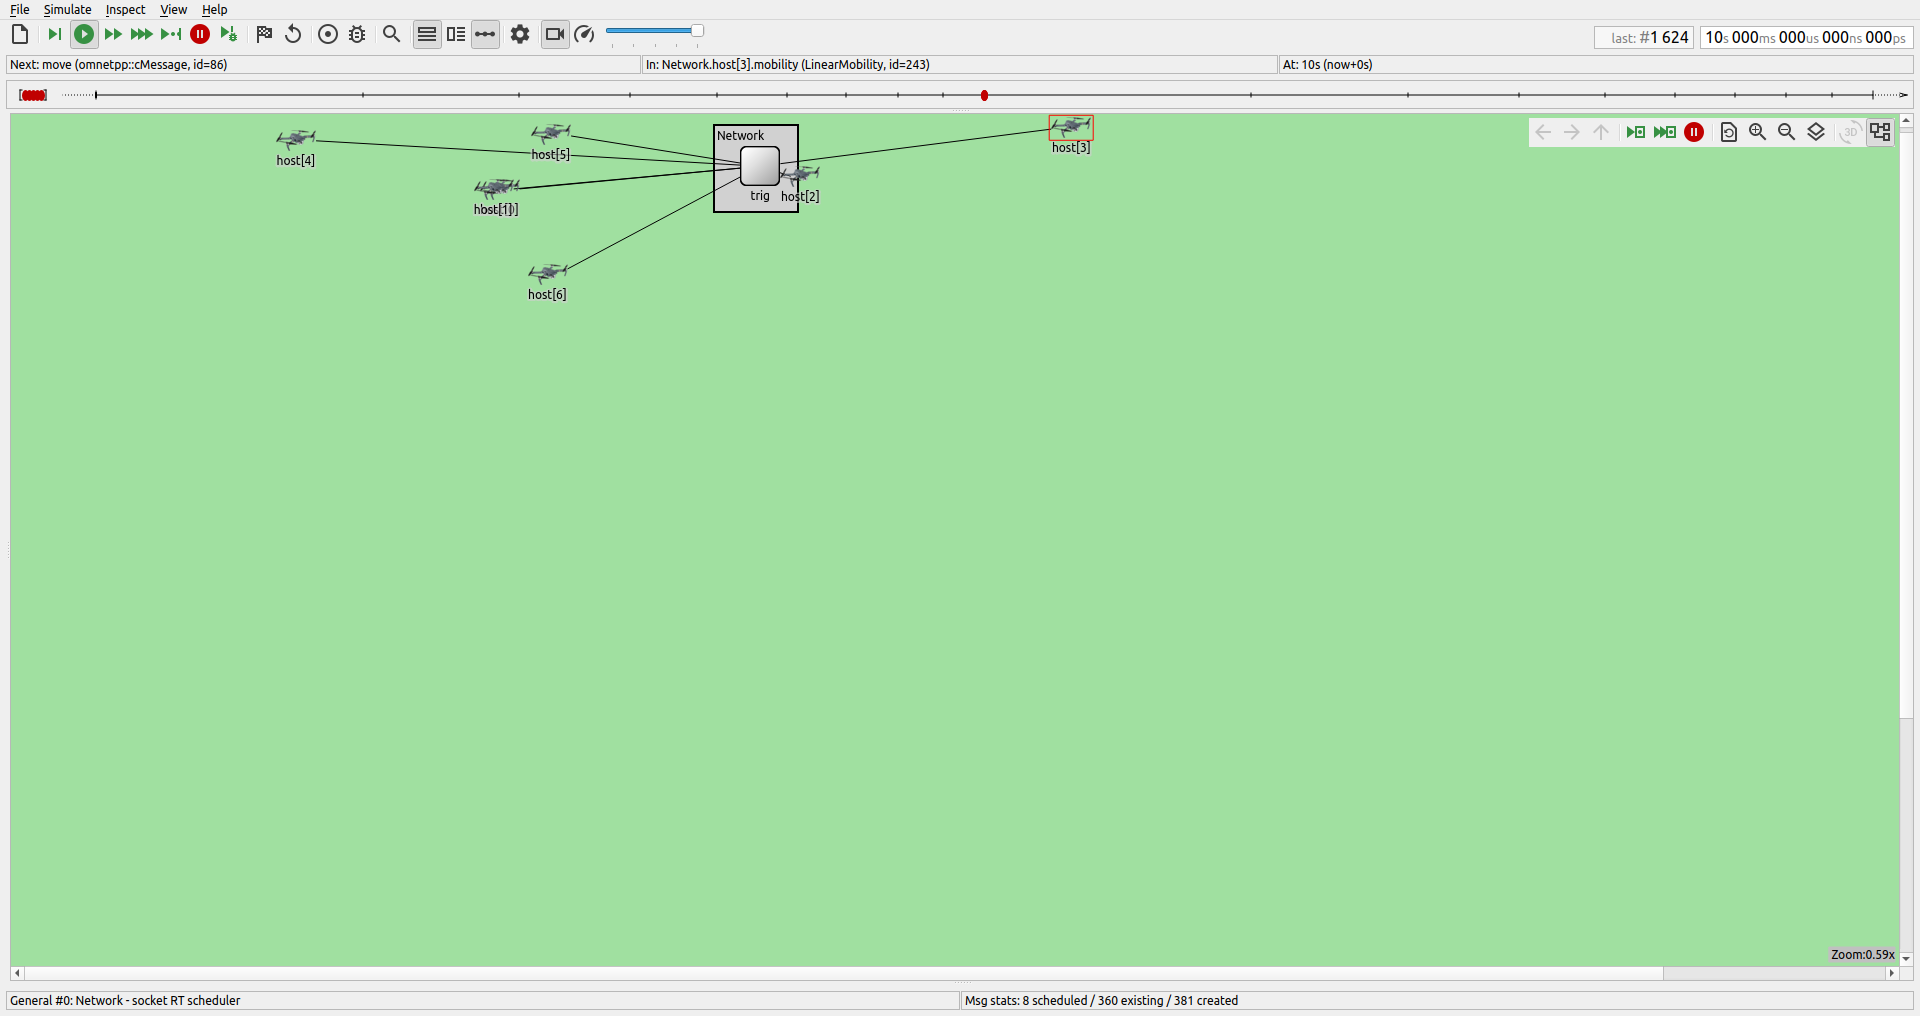 File Simulate Inspect View Help
last: #1 624 10s 000ms 000us 000ns 000ps
Next: move (omnetpp::cMessage, id=86) In: Network.host[3].mobility (LinearMobility, id=243) At: 10s (now+0s)
Network
3D
host[3]
host[5]
host[4]
trig host[2]
host[1]
host[6]
Zoom:0.59x
General #0: Network - socket RT scheduler Msg stats: 8 scheduled / 360 existing / 381 created